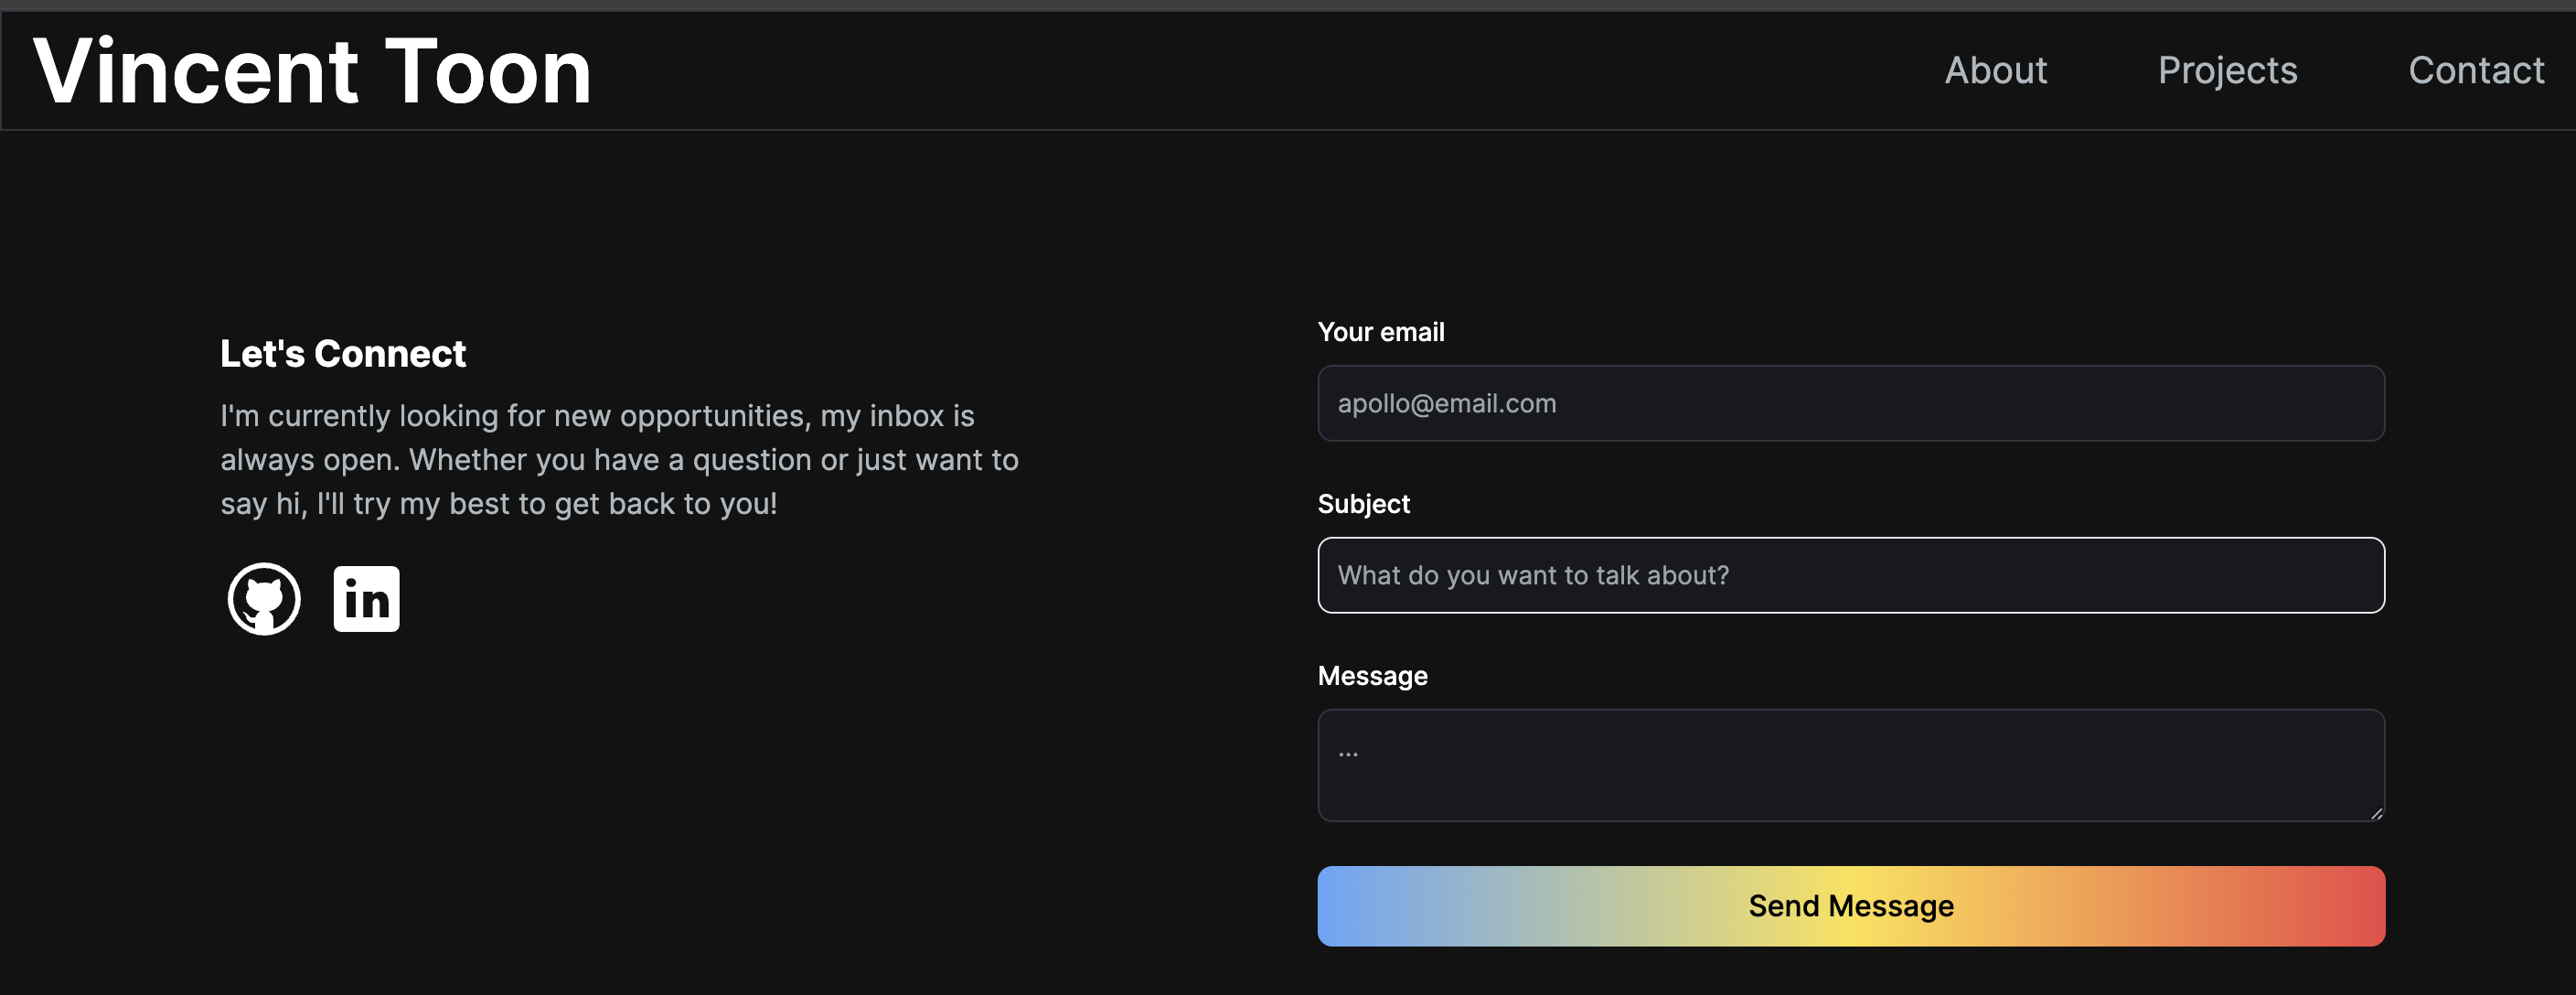 Vincent Toon
About Projects Contact
Let's Connect
I'm currently looking for new opportunities, my inbox is
always open. Whether you have a question or just want to
say hi, I'll try my best to get back to you!
in
Your email
apollo@email.com
Subject
What do you want to talk about?
Message
...
Send Message